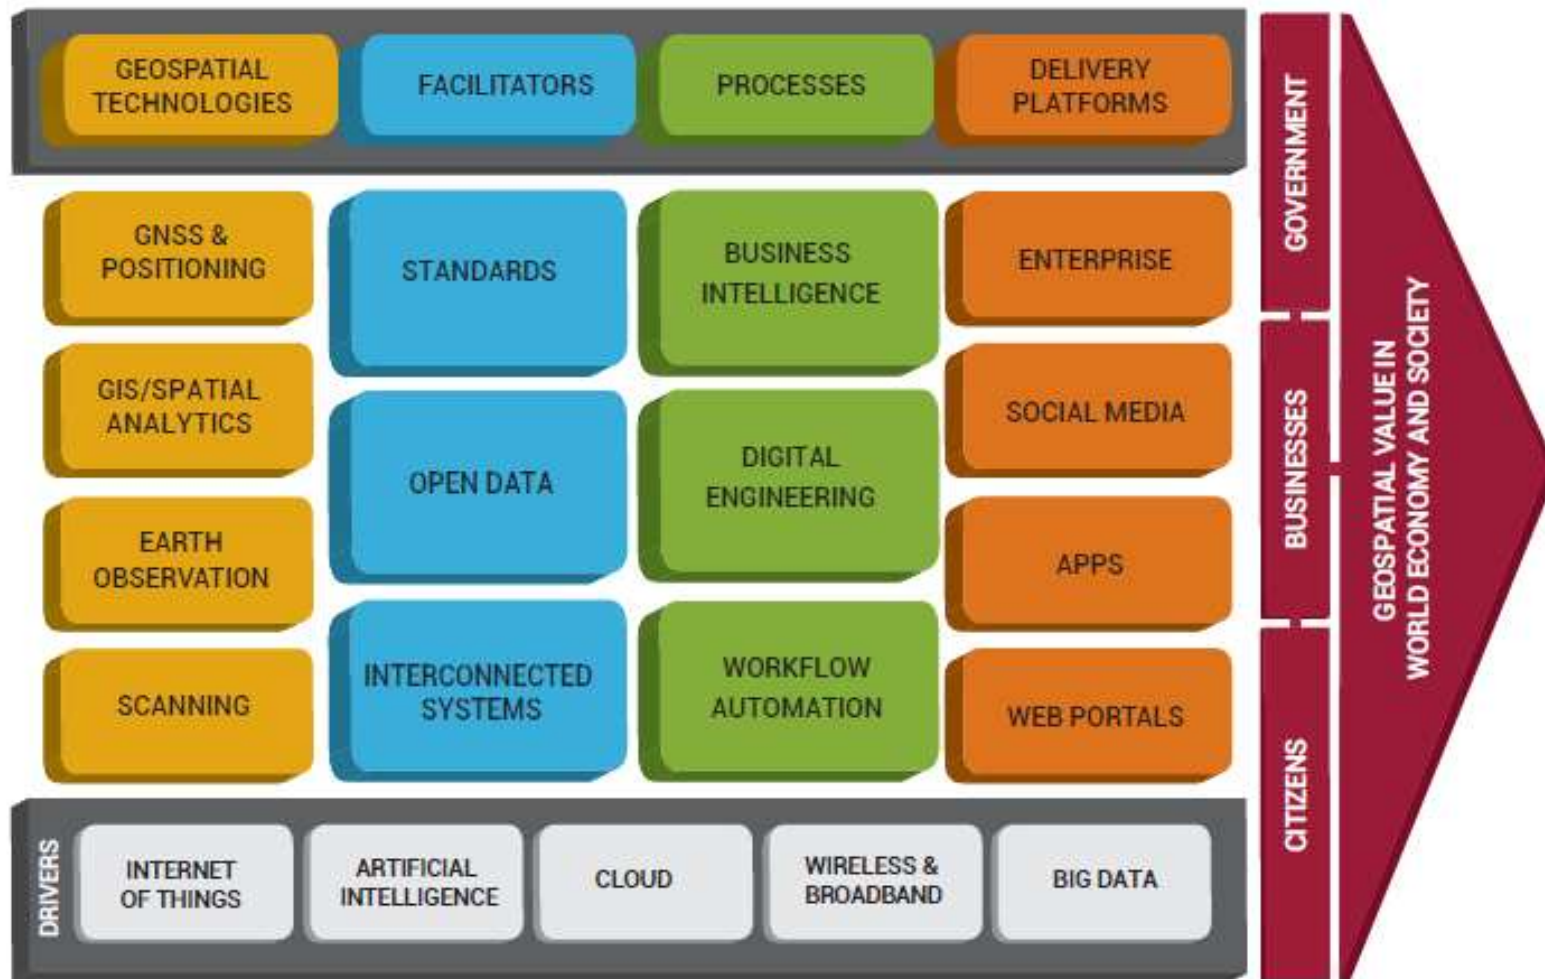 GEOSPATIAL
TECHNOLOGIES
FACILITATORS
PROCESSES
DELIVERY
PLATFORMS
GNSS &
POSITIONING
GIS/SPATIAL
ANALYTICS
EARTH
OBSERVATION
SCANNING
STANDARDS
OPEN DATA
INTERCONNECTED
SYSTEMS
BUSINESS
INTELLIGENCE
DIGITAL
ENGINEERING
WORKFLOW
AUTOMATION
ENTERPRISE
SOCIAL MEDIA
APPS
WEB PORTALS
DRIVERS
INTERNET
OF THINGS
ARTIFICIAL
INTELLIGENCE
CLOUD
WIRELESS &
BROADBAND
BIG DATA
GOVERNMENT
BUSINESSES
CITIZENS
GEOSPATIAL VALUE IN
WORLD ECONOMY AND SOCIETY